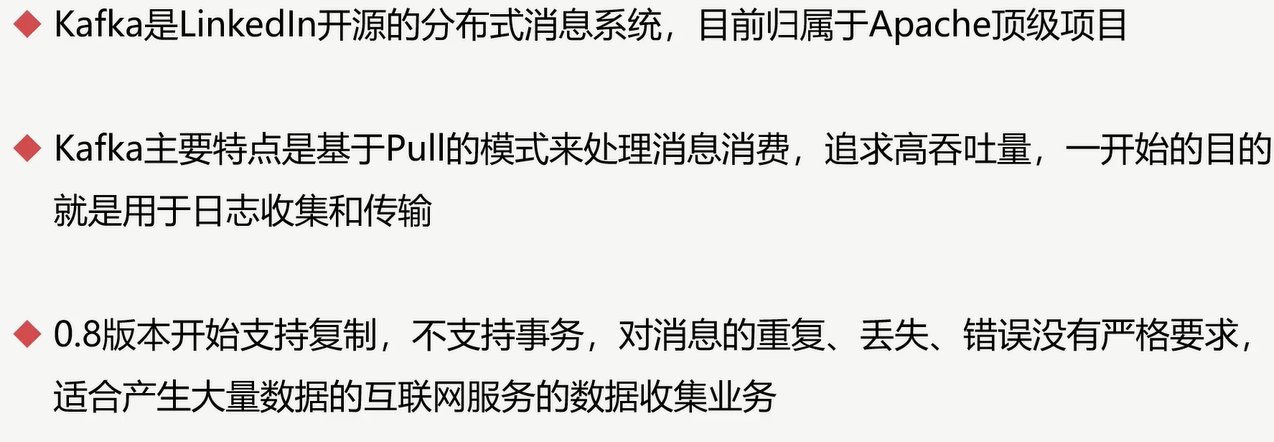 Kafka是LinkedIn开源的分布式消息系统，目前归属于Apache顶级项目
Kafka主要特点是基于Pull的模式来处理消息消费，追求高吞吐量，一开始的目的
就是用于日志收集和传输
0.8版本开始支持复制，不支持事务，对消息的重复、丢失、错误没有严格要求，
适合产生大量数据的互联网服务的数据收集业务